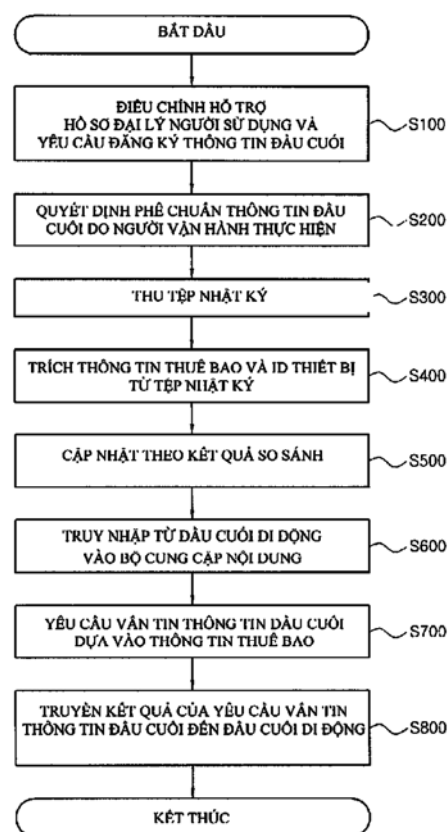 BẮT DẦU
ĐIỀU CHỈNH HỖ TRỢ
HỒ SƠ ĐẠI LÝ NGƯỜI SỬ DỤNG VÀ
YÊU CẦU ĐĂNG KÝ THÔNG TIN ĐẦU CUỐI
S100
QUYẾT DỊNH PHÊ CHUẨN THÔNG TIN ĐẦU
CUỐI DO NGƯỜI VẬN HÀNH THỰC HIỆN
S200
THU TỆP NHẬT KÝ
S300
TRÍCH THÔNG TIN THUÊ BAO VÀ ID THIẾT BỊ
TỪ TỆP NHẬT KÝ
S400
CẬP NHẬT THEO KẾT QUẢ SO SÁNH
S500
TRUY NHẬP TỪ DẦU CUỐI DI DỘNG
VÀO BỘ CUNG CẤP NỘI DUNG
S600
YÊU CẦU VẤN TIN THÔNG TIN DẦU CUỐI
DỰA VÀO THÔNG TIN THUÊ BAO
S700
TRUYỀN KẾT QUẢ CỦA YÊU CẦU VẤN TIN
THÔNG TIN ĐẦU CUỐI ĐẾN ĐẦU CUỐI DI ĐỘNG
S800
KẾT THÚC